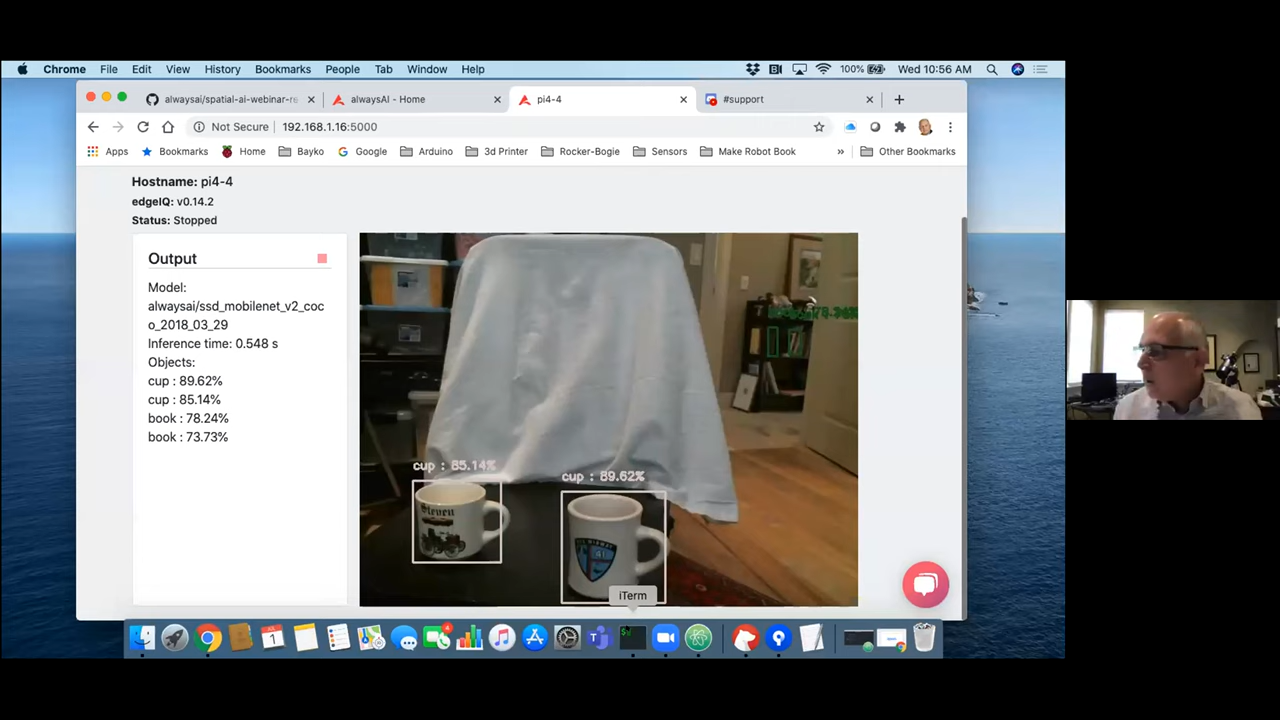 Chrome File Edit View History Bookmarks People Tab Window Help 100% Wed 10:56 AM
alwaysai/spatial-ai-webinar-re alwaysAI - Home pi4-4 #support
Not Secure 192.168.1.16:5000
Apps Bookmarks Home Bayko Google Arduino 3d Printer Rocker-Bogie Sensors Make Robot Book » Other Bookmarks
Hostname: pi4-4
edgeIQ: v0.14.2
Status: Stopped
Output
Model:
alwaysai/ssd_mobilenet_v2_coc
o_2018_03_29
Inference time: 0.548 s
Objects:
cup : 89.62%
cup : 85.14%
book : 78.24%
book : 73.73%
cup : 85.14%
cup : 89.62%
Steven
AI
iTerm
4
1